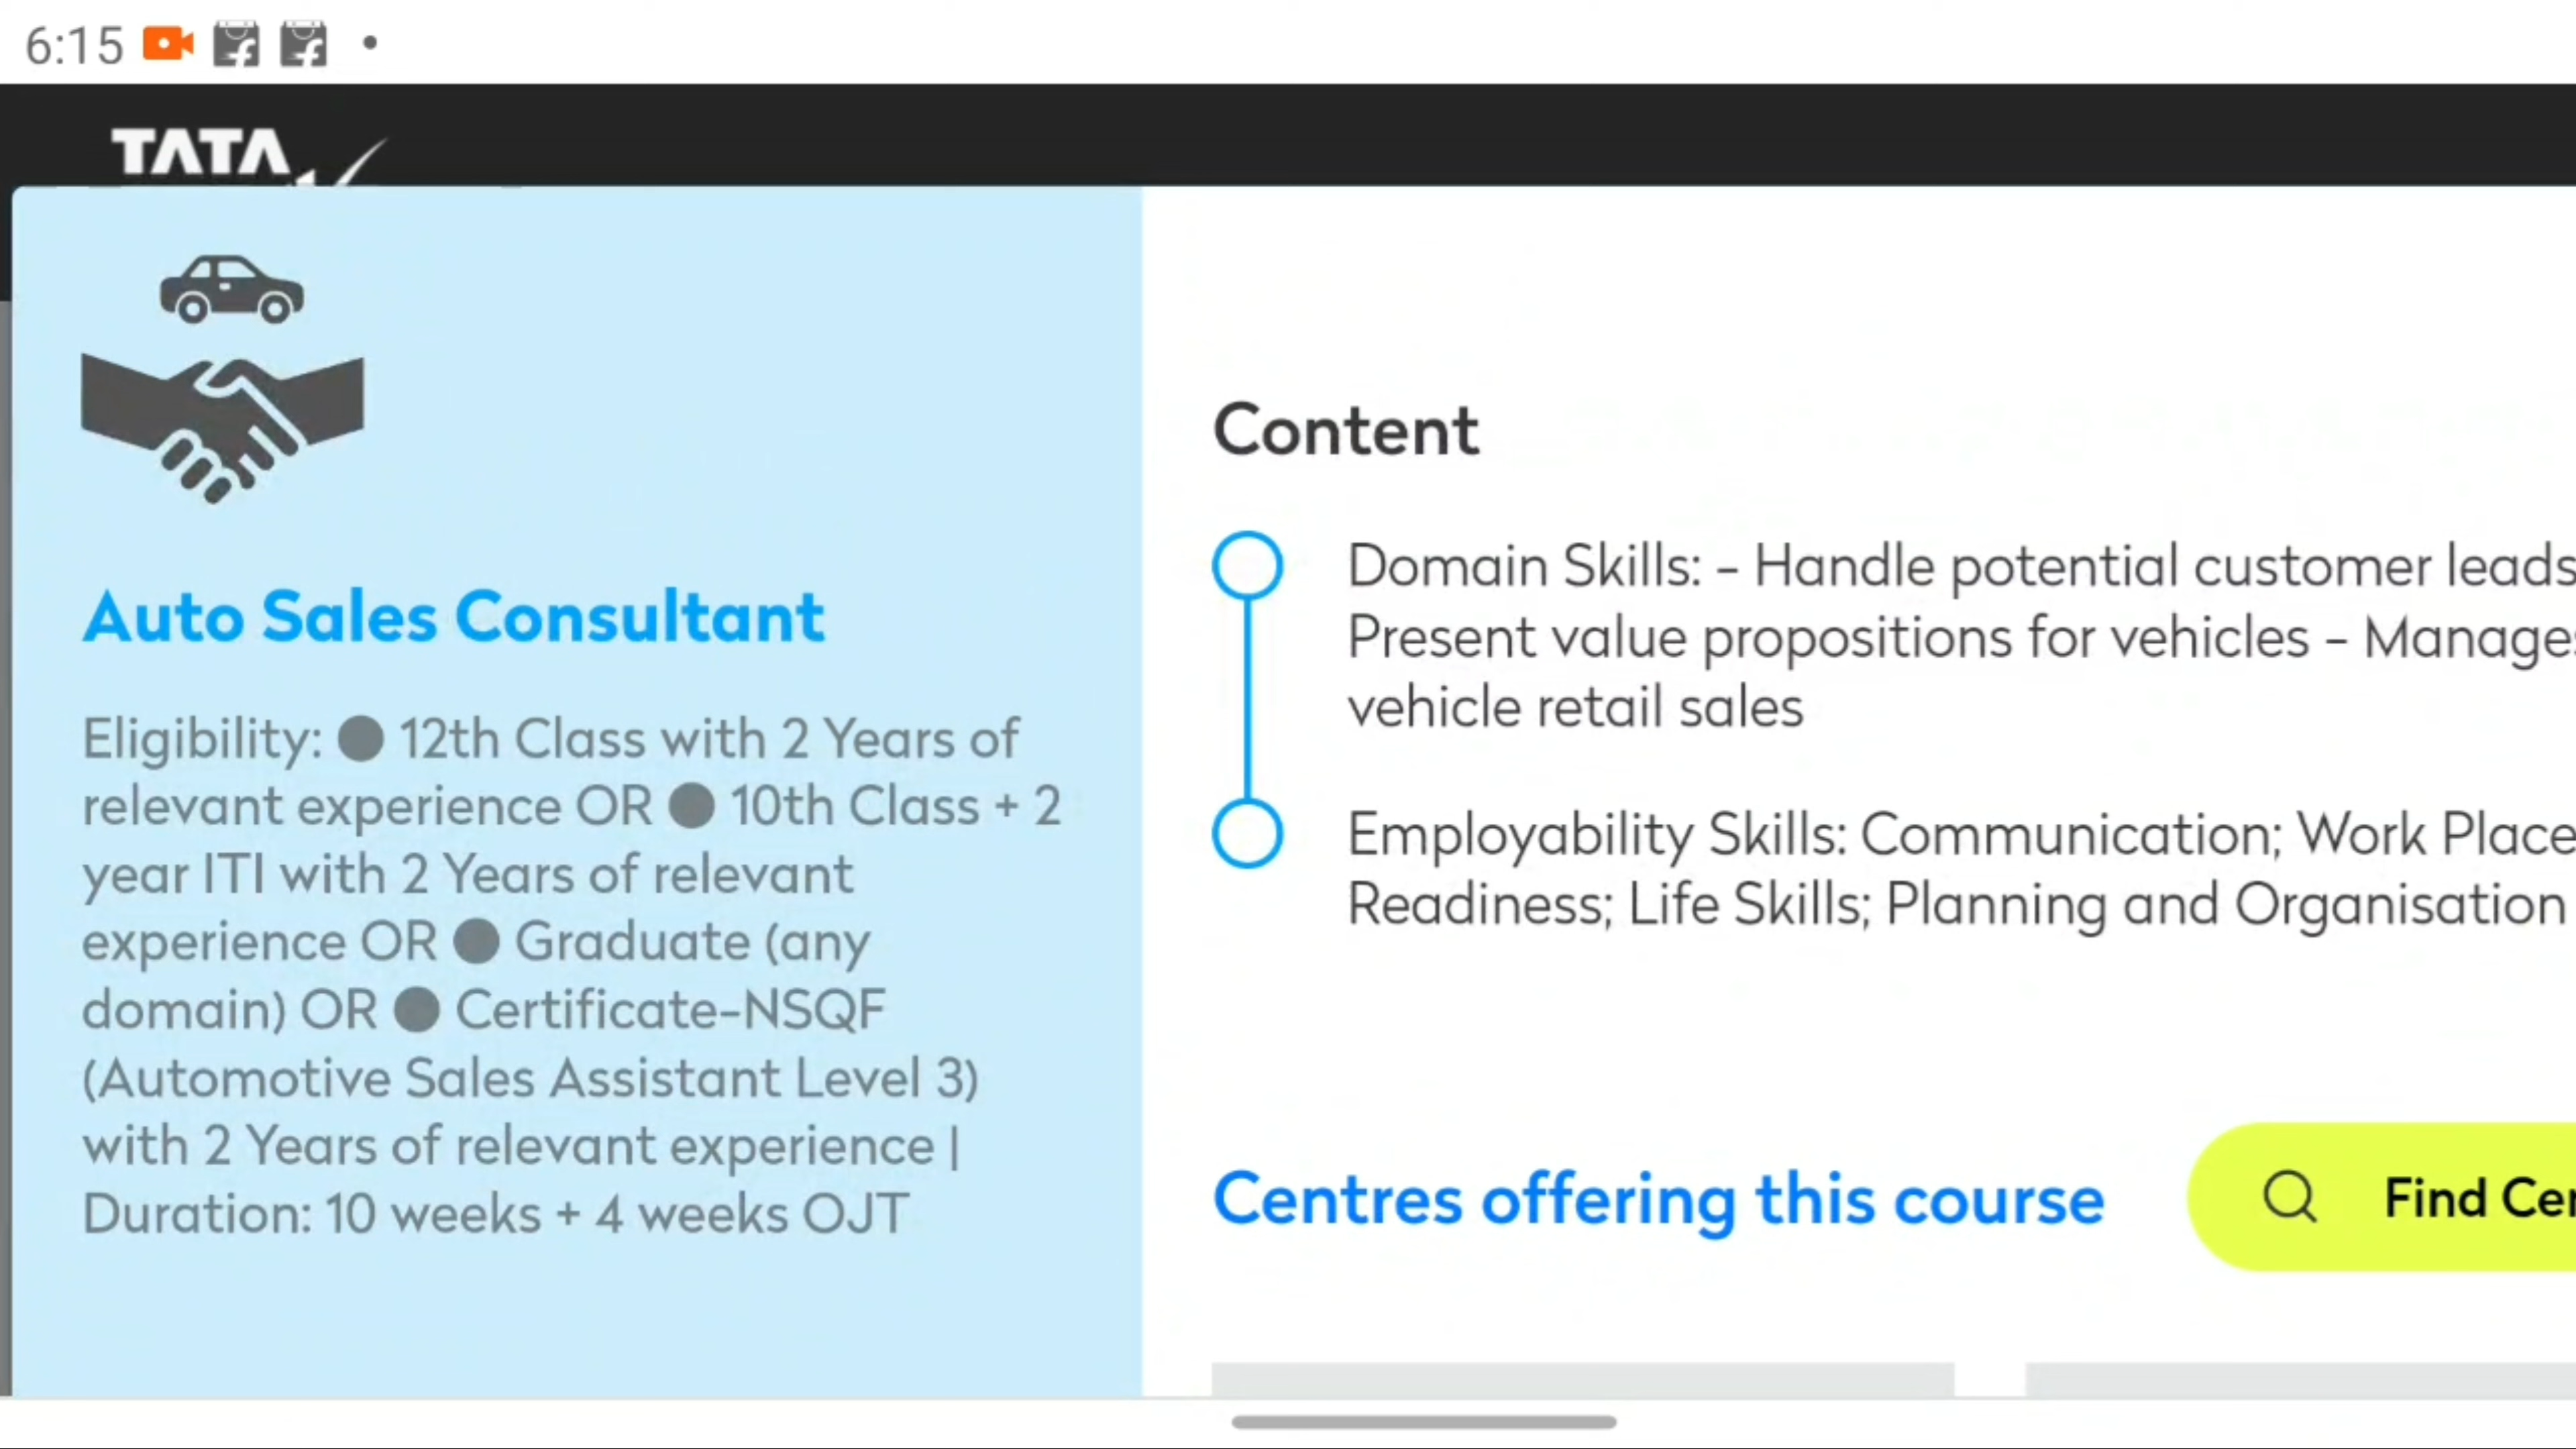 6:15
TATA
Auto Sales Consultant
Eligibility: ● 12th Class with 2 Years of
relevant experience OR ● 10th Class + 2
year ITI with 2 Years of relevant
experience OR ● Graduate (any
domain) OR ● Certificate-NSQF
(Automotive Sales Assistant Level 3)
with 2 Years of relevant experience |
Duration: 10 weeks + 4 weeks OJT
Content
Domain Skills: - Handle potential customer leads
Present value propositions for vehicles - Manage
vehicle retail sales
Employability Skills: Communication; Work Place
Readiness; Life Skills; Planning and Organisation
Centres offering this course
Find Cen